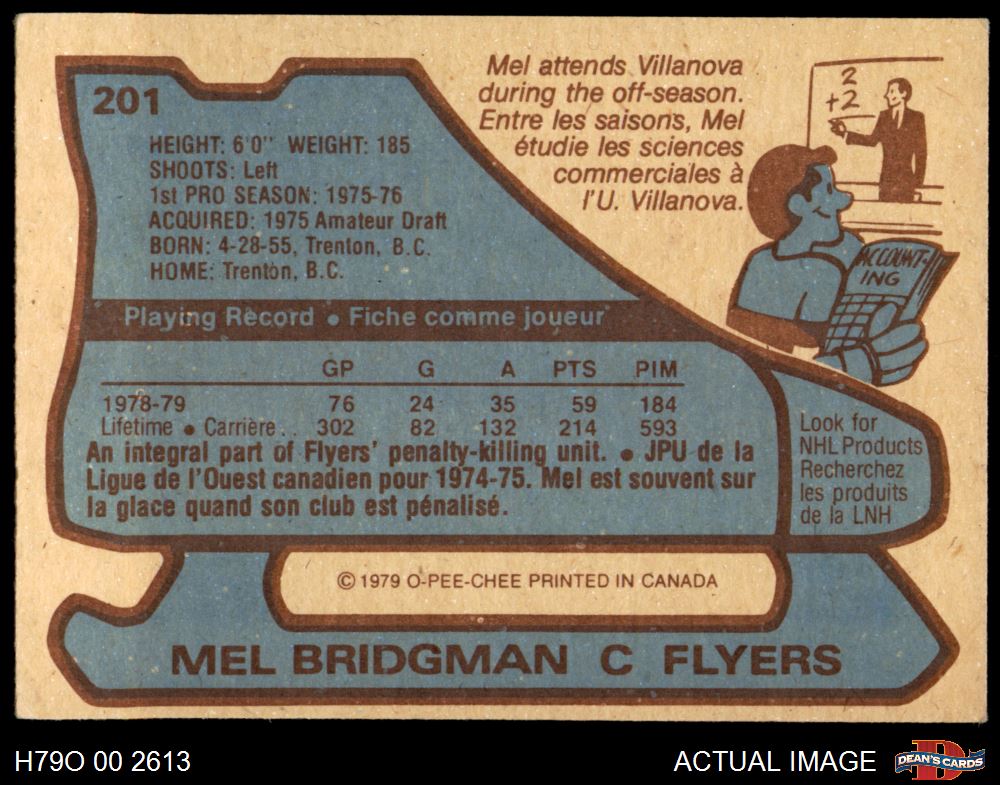 201
HEIGHT: 6'0" WEIGHT: 185
SHOOTS: Left
1st PRO SEASON: 1975-76
ACQUIRED: 1975 Amateur Draft
BORN: 4-28-55, Trenton, B.C.
HOME: Trenton, B.C.
Mel attends Villanova
during the off-season.
Entre les saisons, Mel
étudie les sciences
commerciales à
l'U. Villanova.
2
+2
ACCOUNT-
ING
Playing Record • Fiche comme joueur
GP G A PTS PIM
1978-79 76 24 35 59 184
Lifetime • Carrière . . 302 82 132 214 593
An integral part of Flyers' penalty-killing unit. • JPU de la
Ligue de l'Ouest canadien pour 1974-75. Mel est souvent sur
la glace quand son club est pénalisé.
Look for
NHL Products
Recherchez
les produits
de la LNH
© 1979 O-PEE-CHEE PRINTED IN CANADA
MEL BRIDGMAN C FLYERS
H79O 00 2613
ACTUAL IMAGE
DEAN'S CARDS